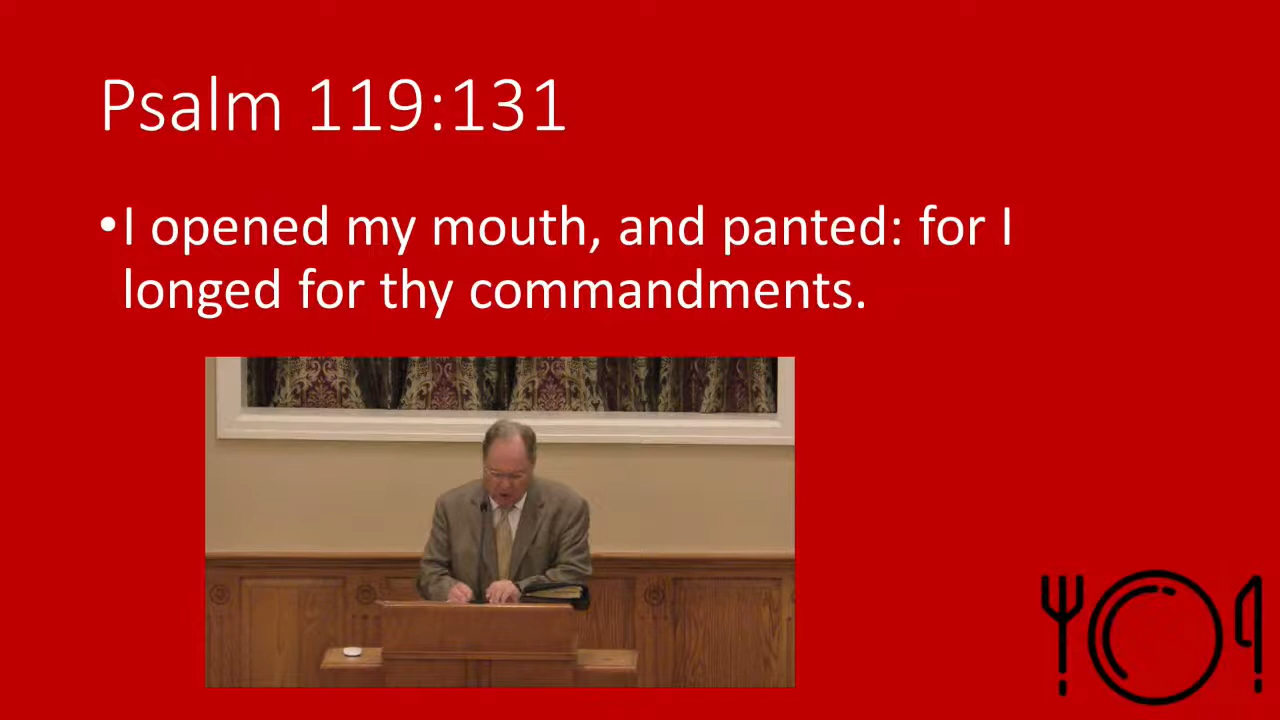 Psalm 119:131
•I opened my mouth, and panted: for I
longed for thy commandments.